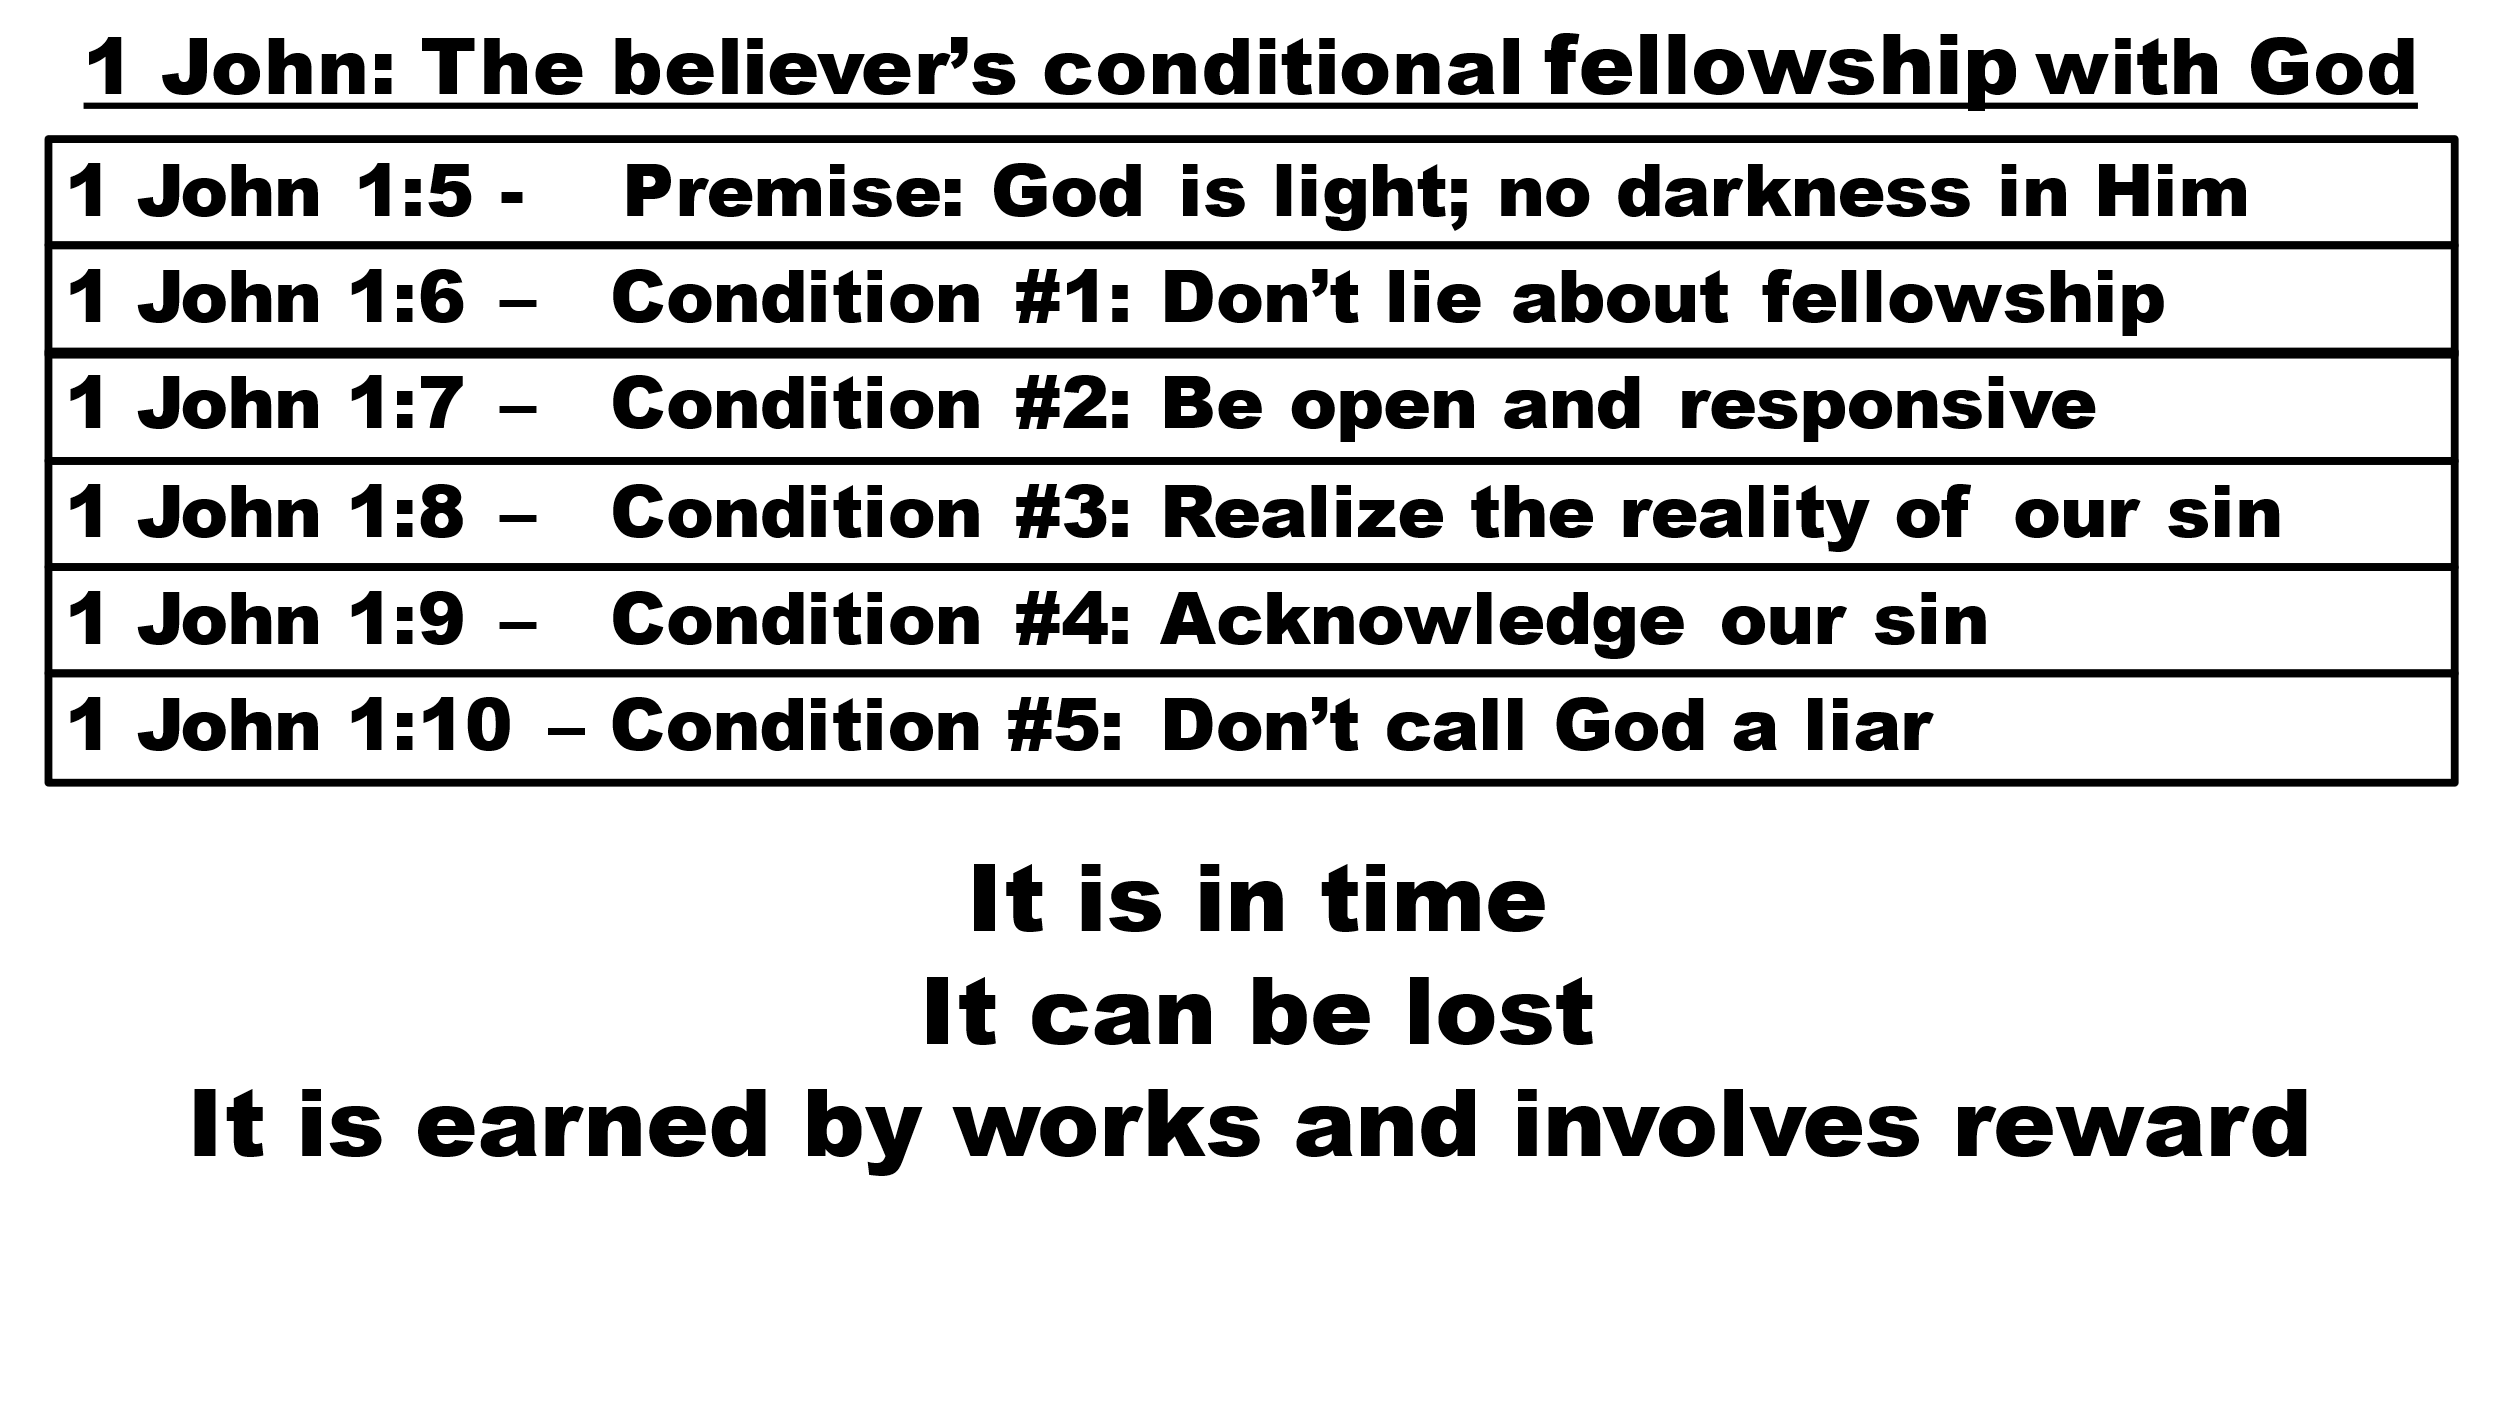 1 John: The believer’s conditional fellowship with God
1 John 1:5 - Premise: God is light; no darkness in Him
1 John 1:6 – Condition #1: Don’t lie about fellowship
1 John 1:7 – Condition #2: Be open and responsive
1 John 1:8 – Condition #3: Realize the reality of our sin
1 John 1:9 – Condition #4: Acknowledge our sin
1 John 1:10 – Condition #5: Don’t call God a liar
It is in time
It can be lost
It is earned by works and involves reward